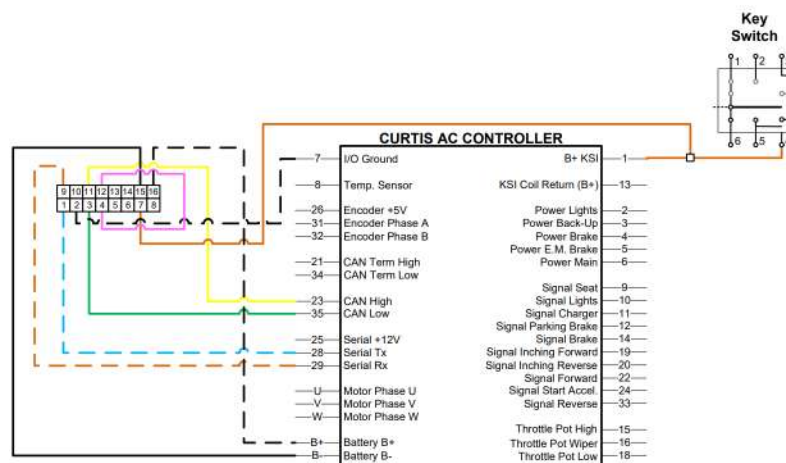 Key
Switch
1 2
6 5
CURTIS AC CONTROLLER
9 10 11 12 13 14 15 16
1 2 3 4 5 6 7 8
7 I/O Ground
8 Temp. Sensor
26 Encoder +5V
31 Encoder Phase A
32 Encoder Phase B
21 CAN Term High
34 CAN Term Low
23 CAN High
35 CAN Low
25 Serial +12V
28 Serial Tx
29 Serial Rx
U Motor Phase U
V Motor Phase V
W Motor Phase W
B+ Battery B+
B- Battery B-
B+ KSI 1
KSI Coil Return (B+) 13
Power Lights 2
Power Back-Up 3
Power Brake 4
Power E.M. Brake 5
Power Main 6
Signal Seat 9
Signal Lights 10
Signal Charger 11
Signal Parking Brake 12
Signal Brake 14
Signal Inching Forward 19
Signal Inching Reverse 20
Signal Forward 22
Signal Start Accel. 24
Signal Reverse 33
Throttle Pot High 15
Throttle Pot Wiper 16
Throttle Pot Low 18